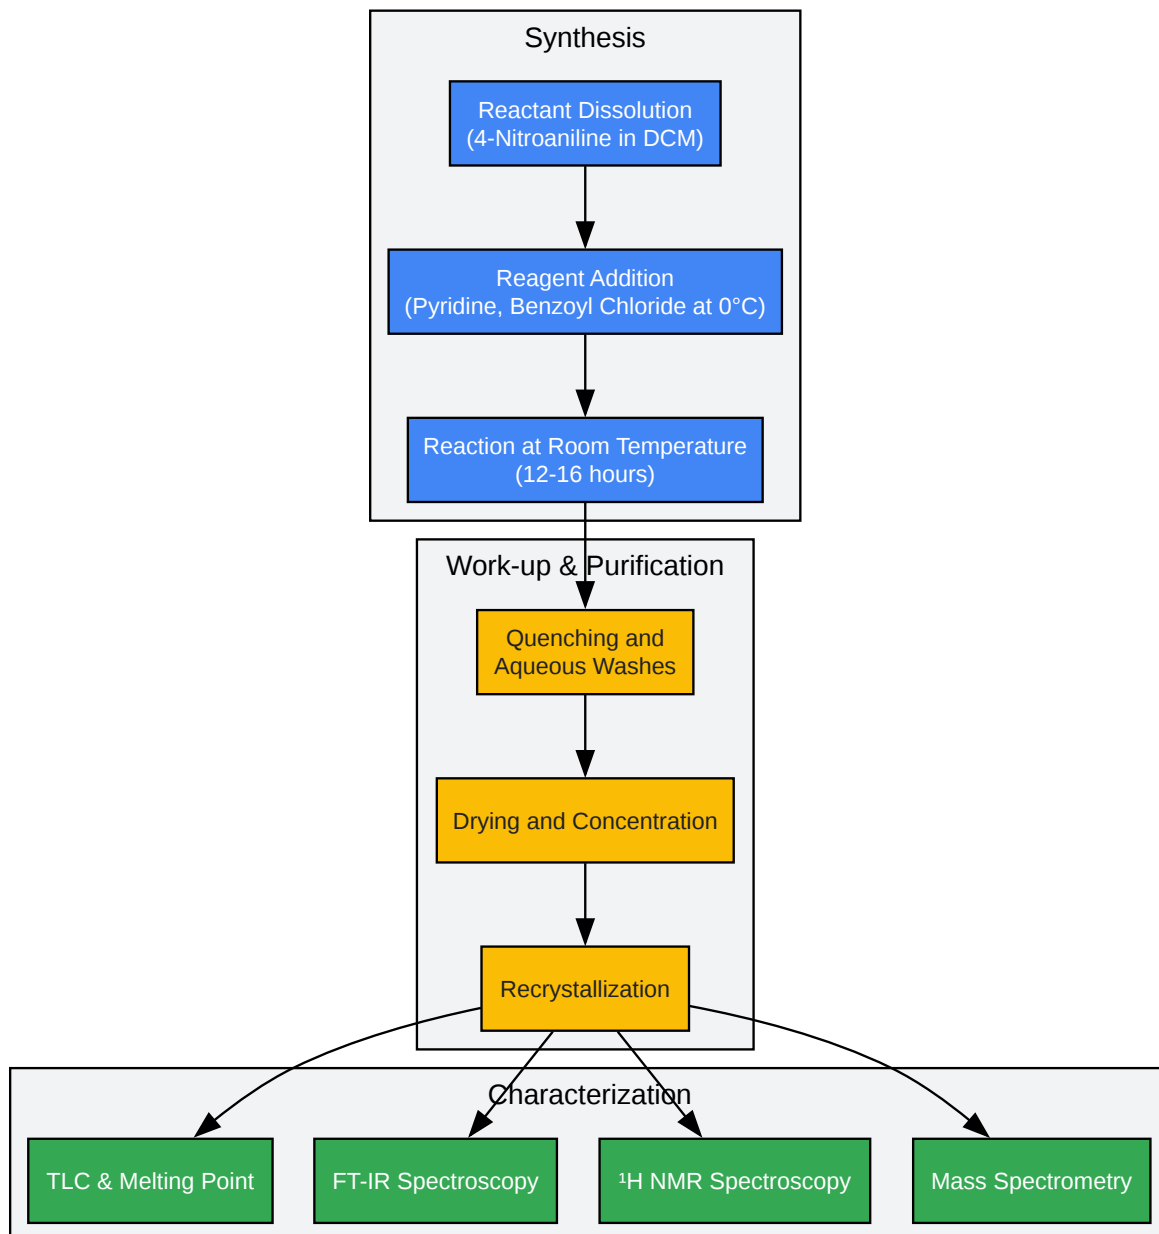 Synthesis
Reactant Dissolution
(4-Nitroaniline in DCM)
Reagent Addition
(Pyridine, Benzoyl Chloride at 0°C)
Reaction at Room Temperature
(12-16 hours)
Work-up & Purification
Quenching and
Aqueous Washes
Drying and Concentration
Recrystallization
Characterization
TLC & Melting Point
FT-IR Spectroscopy
¹H NMR Spectroscopy
Mass Spectrometry